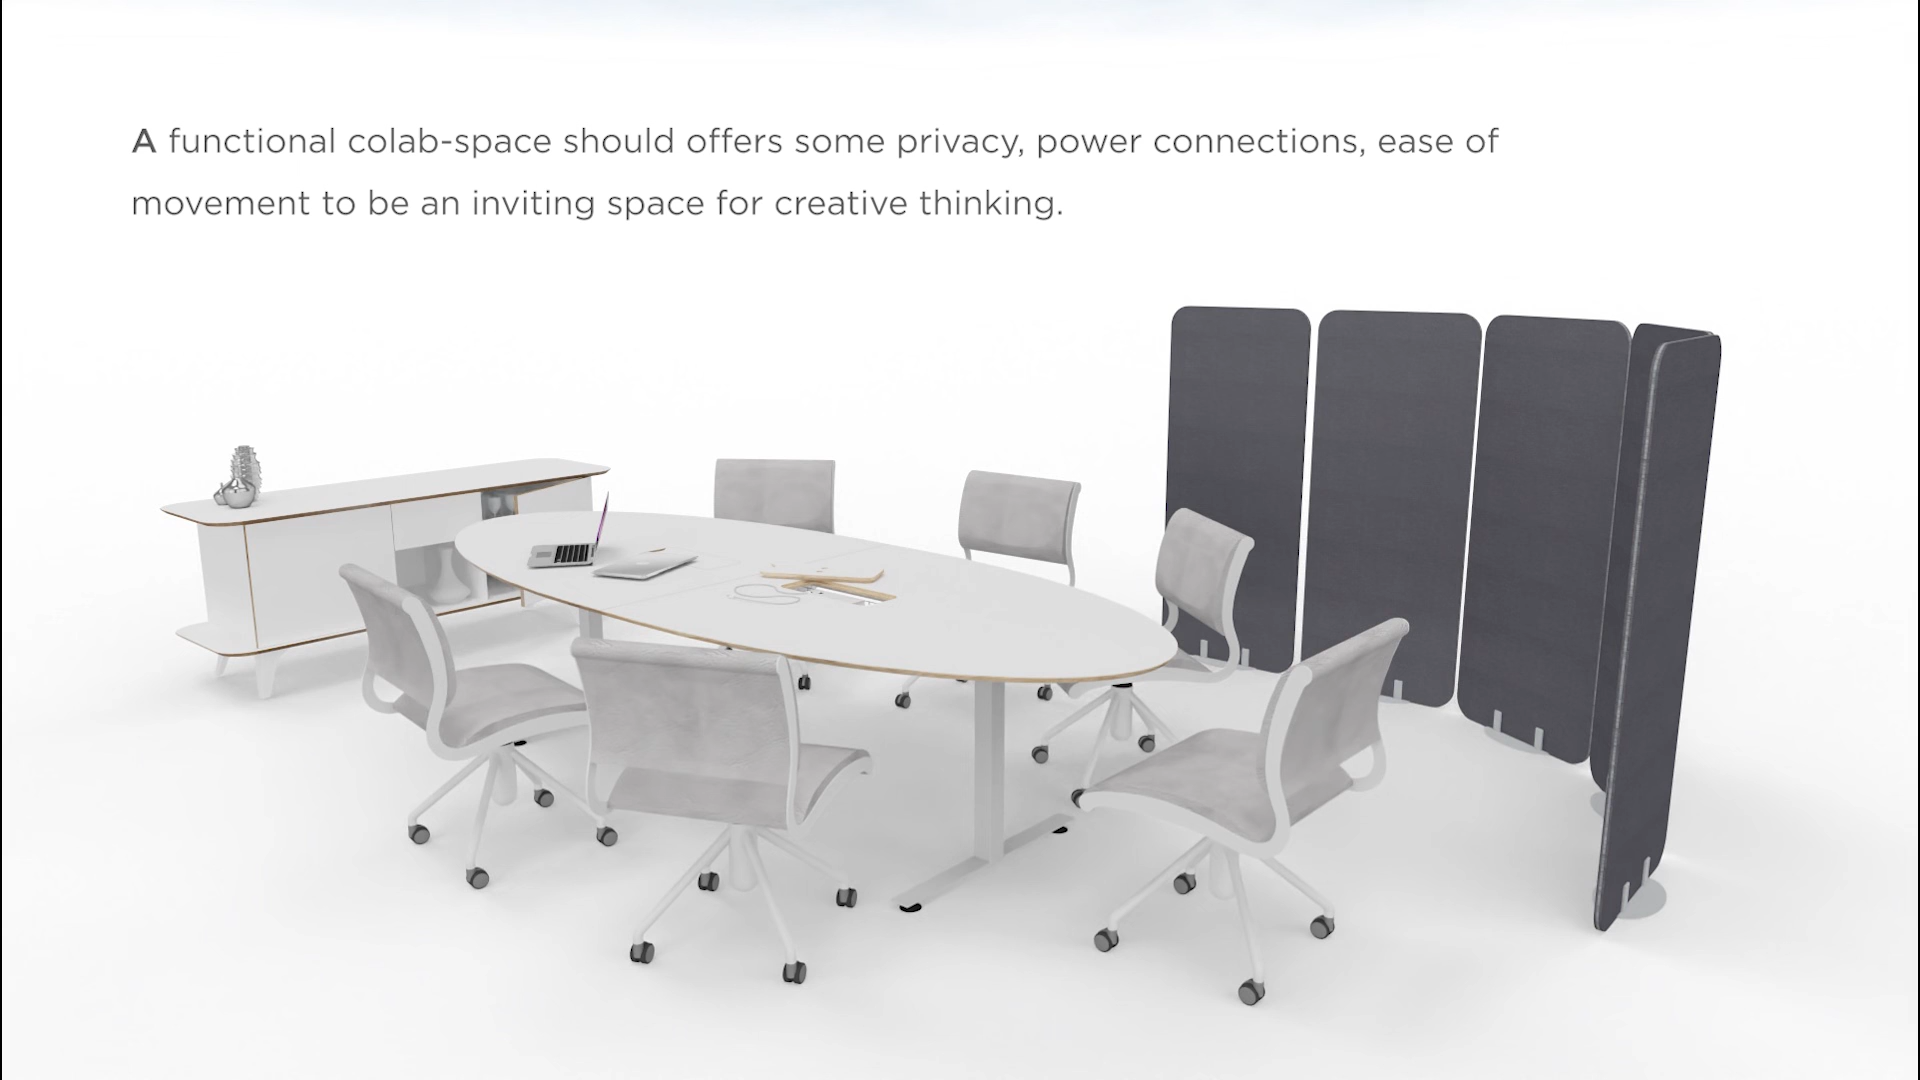 A functional colab-space should offers some privacy, power connections, ease of
movement to be an inviting space for creative thinking.